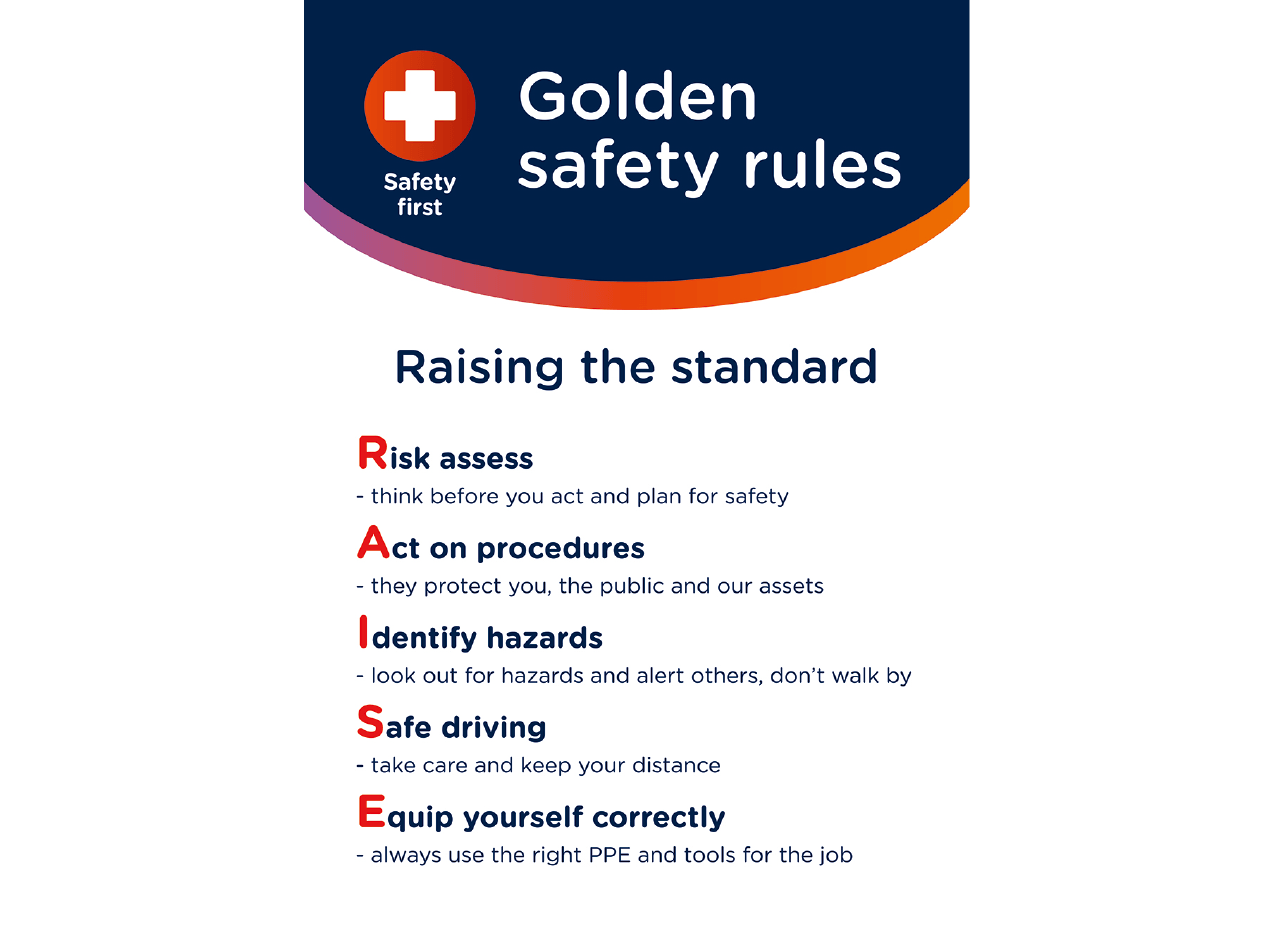 Safety
first
Golden
safety rules
Raising the standard
Risk assess
- think before you act and plan for safety
Act on procedures
- they protect you, the public and our assets
Identify hazards
- look out for hazards and alert others, don’t walk by
Safe driving
- take care and keep your distance
Equip yourself correctly
- always use the right PPE and tools for the job